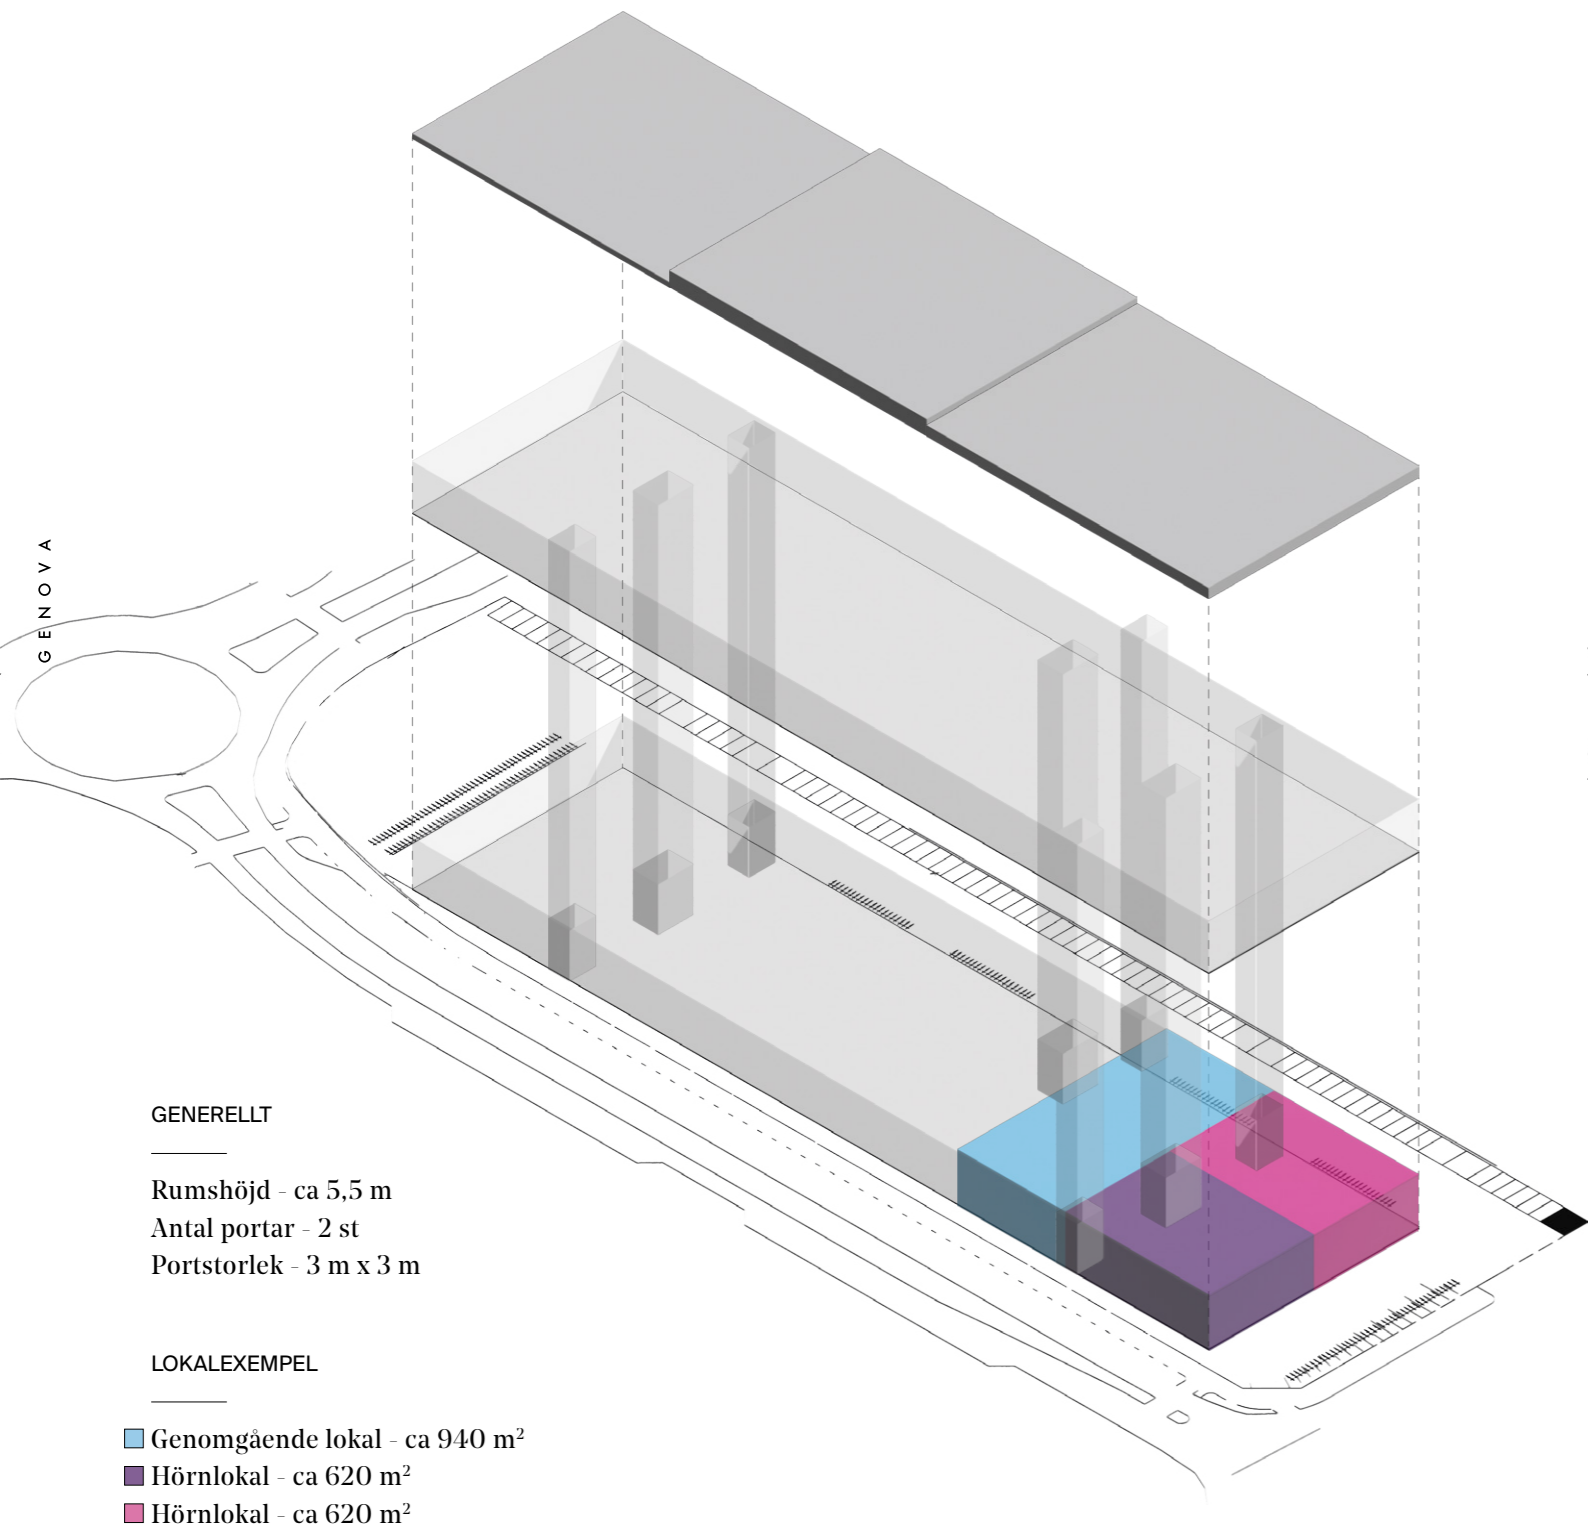 GENOVA
GENERELLT
Rumshöjd - ca 5,5 m
Antal portar - 2 st
Portstorlek - 3 m x 3 m
LOKALEXEMPEL
Genomgående lokal - ca 940 m²
Hörnlokal - ca 620 m²
Hörnlokal - ca 620 m²